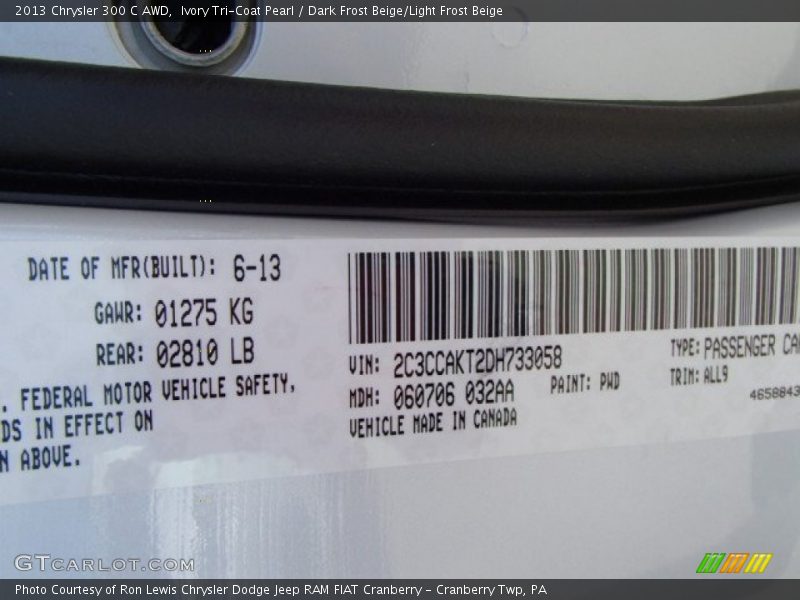 2013 Chrysler 300 C AWD, Ivory Tri-Coat Pearl / Dark Frost Beige/Light Frost Beige
DATE OF MFR(BUILT): 6-13
GAWR: 01275 KG
REAR: 02810 LB
. FEDERAL MOTOR VEHICLE SAFETY,
DS IN EFFECT ON
N ABOVE.
VIN: 2C3CCAKT2DH733058
TYPE: PASSENGER CA
MDH: 060706 032AA
PAINT: PWD
TRIM: ALL9
VEHICLE MADE IN CANADA
4658843
GTCARLOT.COM
Photo Courtesy of Ron Lewis Chrysler Dodge Jeep RAM FIAT Cranberry - Cranberry Twp, PA